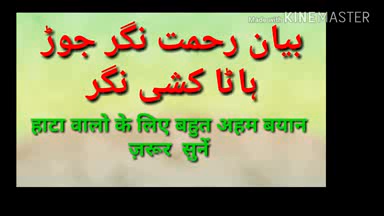 Made with KINEMASTER
بیان رحمت نگر جوڑ
ہاٹا کشی نگر
हाटा वालो के लिए बहुत अहम बयान
ज़रूर सुनें